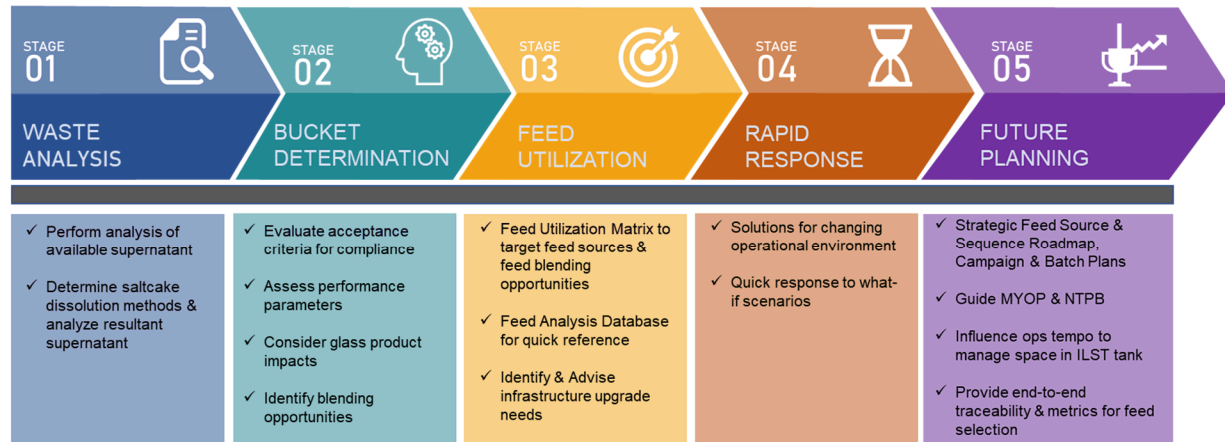 STAGE
01
WASTE
ANALYSIS
✓ Perform analysis of
available supernatant
✓ Determine saltcake
dissolution methods &
analyze resultant
supernatant
STAGE
02
BUCKET
DETERMINATION
✓ Evaluate acceptance
criteria for compliance
✓ Assess performance
parameters
✓ Consider glass product
impacts
✓ Identify blending
opportunities
STAGE
03
FEED
UTILIZATION
✓ Feed Utilization Matrix to
target feed sources &
feed blending
opportunities
✓ Feed Analysis Database
for quick reference
✓ Identify & Advise
infrastructure upgrade
needs
STAGE
04
RAPID
RESPONSE
✓ Solutions for changing
operational environment
✓ Quick response to what-
if scenarios
STAGE
05
FUTURE
PLANNING
✓ Strategic Feed Source &
Sequence Roadmap,
Campaign & Batch Plans
✓ Guide MYOP & NTPB
✓ Influence ops tempo to
manage space in ILST tank
✓ Provide end-to-end
traceability & metrics for feed
selection